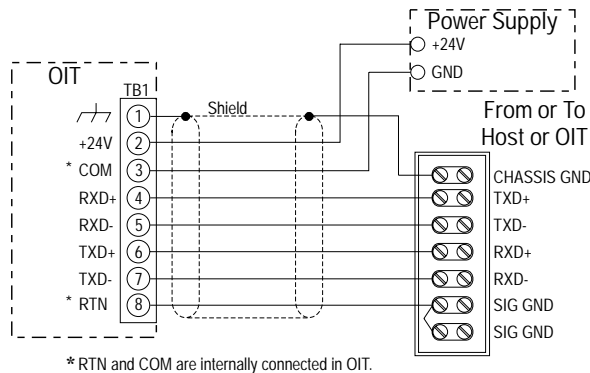 Power Supply
+24V
GND
OIT
TB1
Shield
From or To
Host or OIT
1
+24V 2
* COM 3
RXD+ 4
RXD- 5
TXD+ 6
TXD- 7
* RTN 8
CHASSIS GND
TXD+
TXD-
RXD+
RXD-
SIG GND
SIG GND
* RTN and COM are internally connected in OIT.